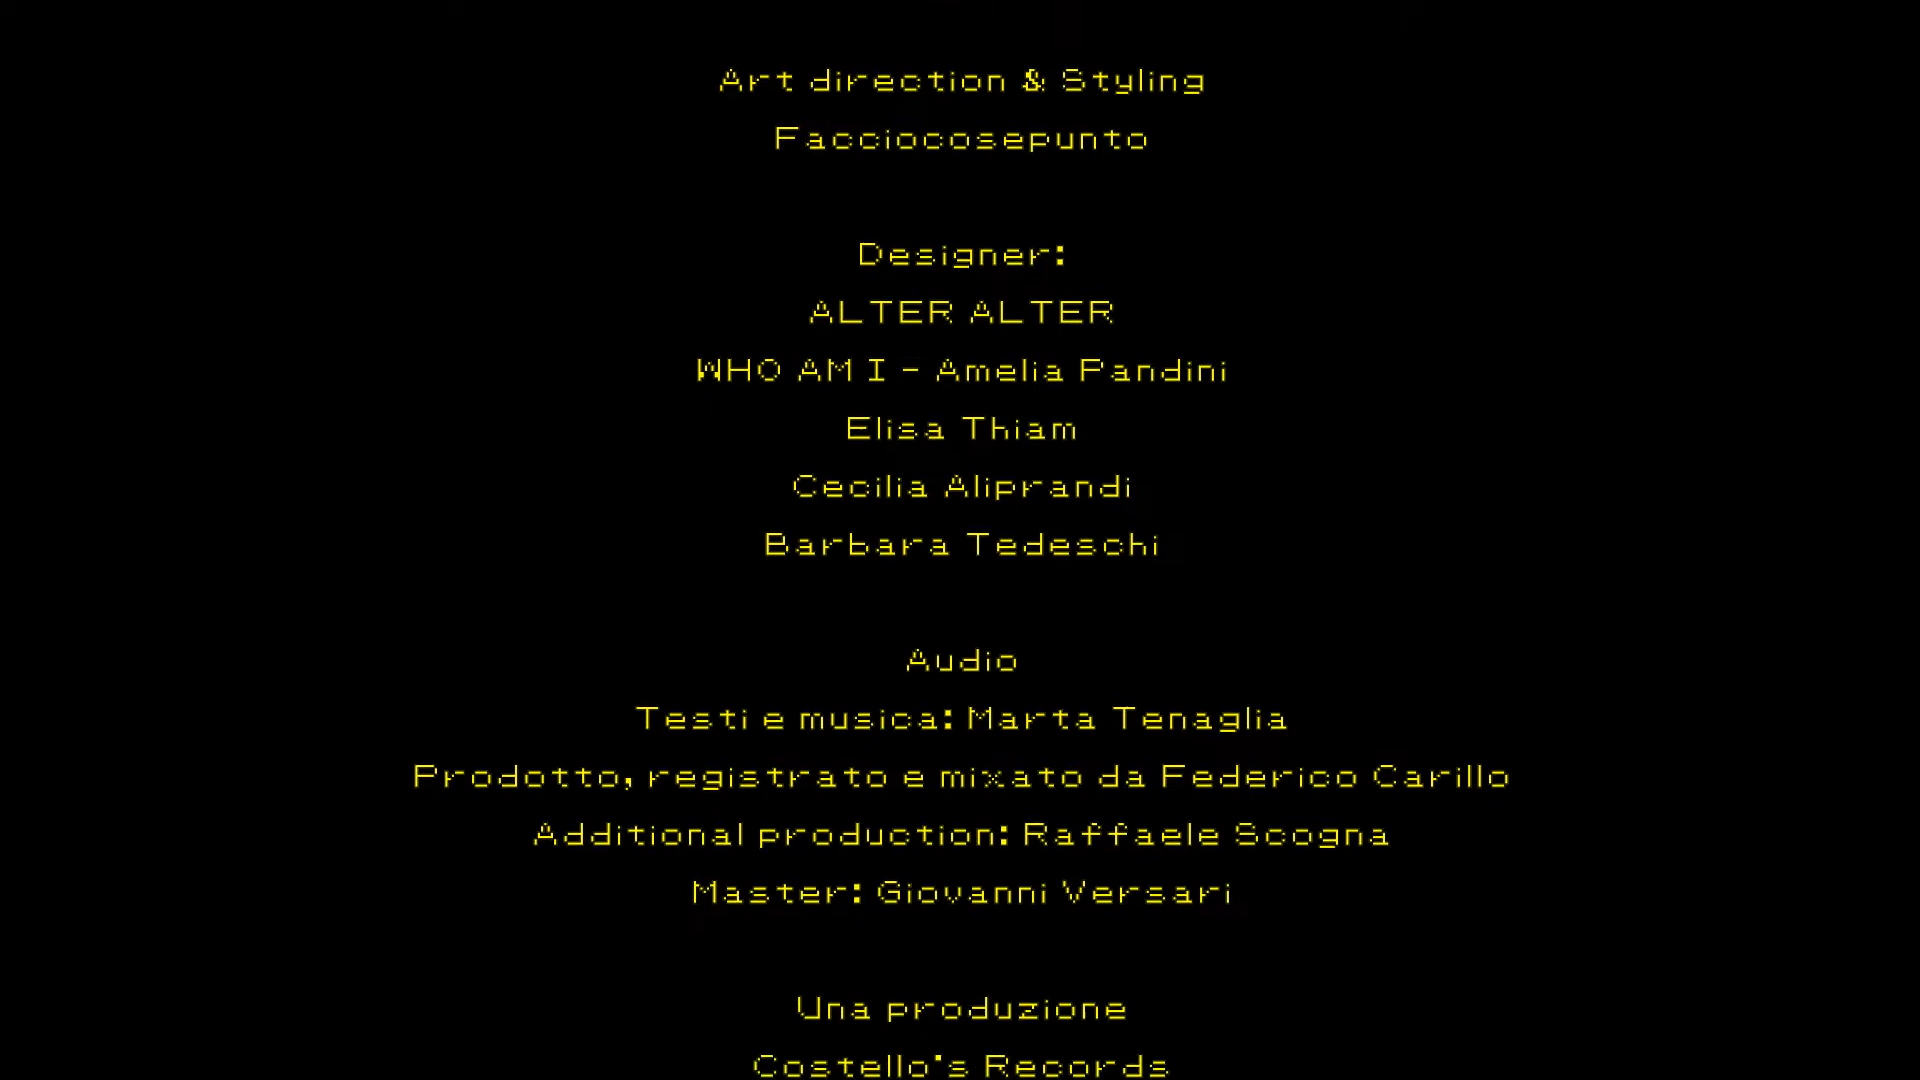 Art direction & Styling
Facciocosepunto
Designer:
ALTER ALTER
WHO AM I - Amelia Pandini
Elisa Thiam
Cecilia Aliprandi
Barbara Tedeschi
Audio
Testi e musica: Marta Tenaglia
Prodotto, registrato e mixato da Federico Carillo
Additional production: Raffaele Scogna
Master: Giovanni Versari
Una produzione
Costello's Records